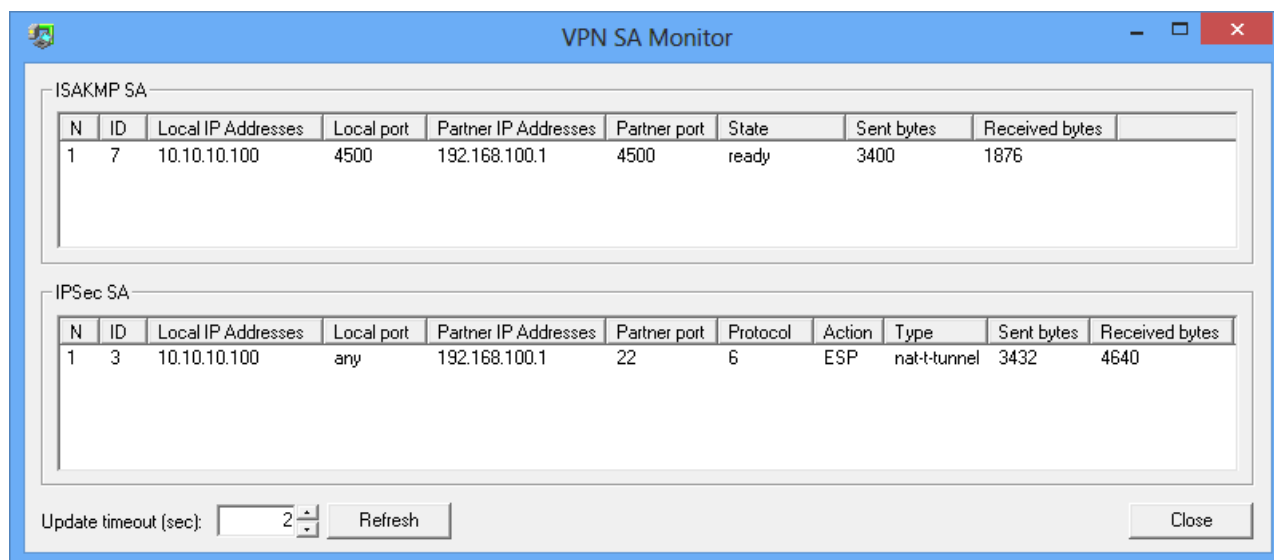 VPN SA Monitor
ISAKMP SA
N ID Local IP Addresses Local port Partner IP Addresses Partner port State Sent bytes Received bytes
1 7 10.10.10.100 4500 192.168.100.1 4500 ready 3400 1876
IPSec SA
N ID Local IP Addresses Local port Partner IP Addresses Partner port Protocol Action Type Sent bytes Received bytes
1 3 10.10.10.100 any 192.168.100.1 22 6 ESP nat-t-tunnel 3432 4640
Update timeout (sec): 2 Refresh Close